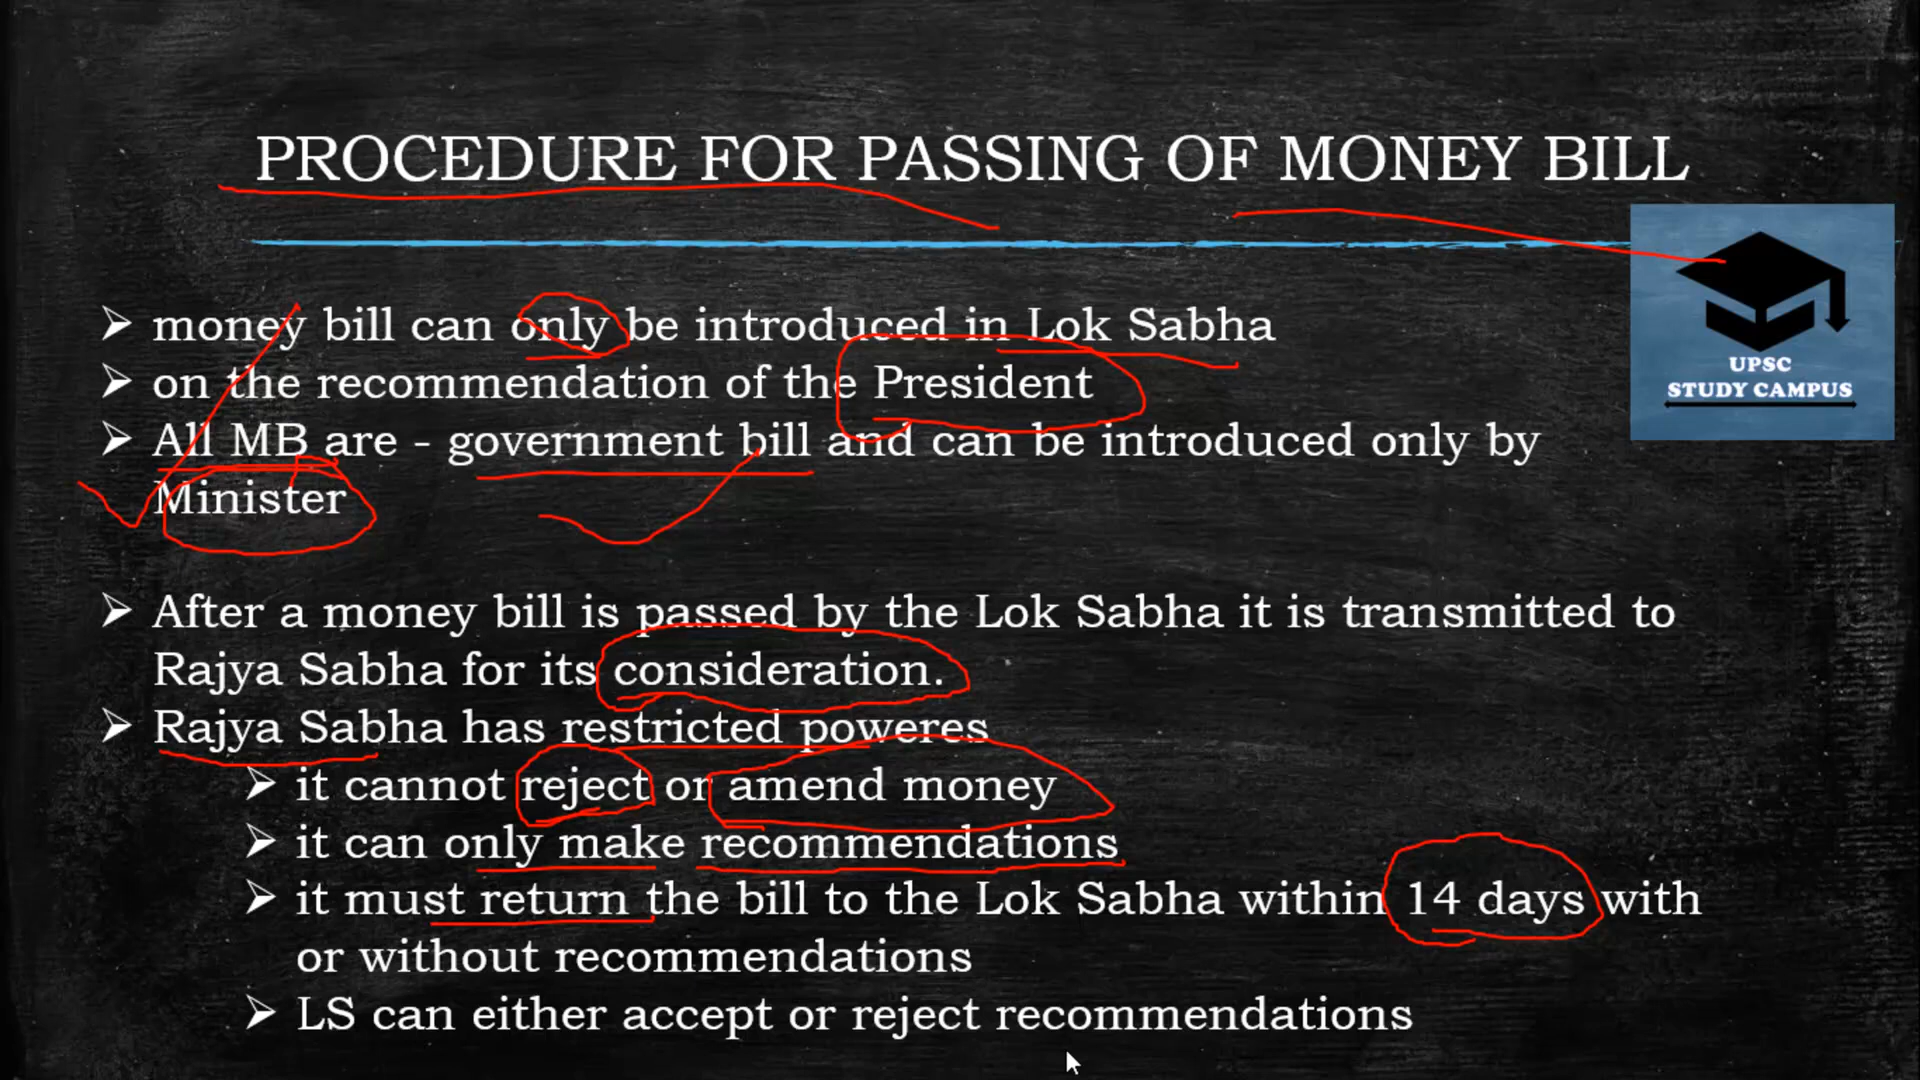 PROCEDURE FOR PASSING OF MONEY BILL
UPSC
STUDY CAMPUS
➢ money bill can only be introduced in Lok Sabha
➢ on the recommendation of the President
➢ All MB are - government bill and can be introduced only by
Minister
➢ After a money bill is passed by the Lok Sabha it is transmitted to
Rajya Sabha for its consideration.
➢ Rajya Sabha has restricted poweres
➢ it cannot reject or amend money
➢ it can only make recommendations
➢ it must return the bill to the Lok Sabha within 14 days with
or without recommendations
➢ LS can either accept or reject recommendations